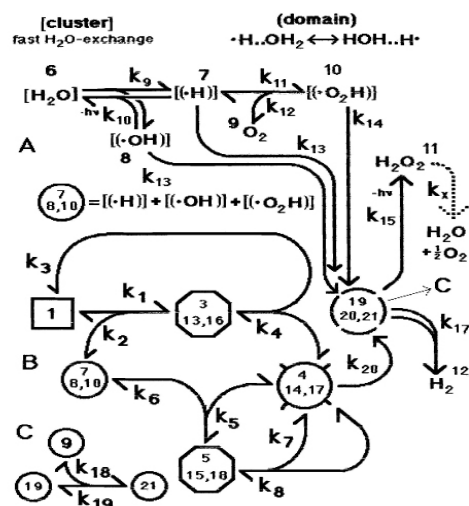 [cluster] (domain)
fast H₂O-exchange ·H..OH₂ ↔ HOH..H·
6 k₉ 7 k₁₁ 10
[H₂O] [(·H)] [(·O₂H)]
-hν k₁₀ k₁₂
9 O₂ k₁₄
[(·OH)]
8 k₁₃
A H₂O₂ 11
k₁₃ -hν kₓ
7
8,10 =[(·H)]+[(·OH)]+[(·O₂H)] k₁₅ H₂O
+½O₂
k₃ C
19
20,21
1 k₁ 3
13,16 k₄ k₁₇
k₂
B H₂ 12
7
8,10 k₆ 4
14,17 k₂₀
k₅
C 9 k₇
5
15,18 k₈
k₁₈
19 21
k₁₉